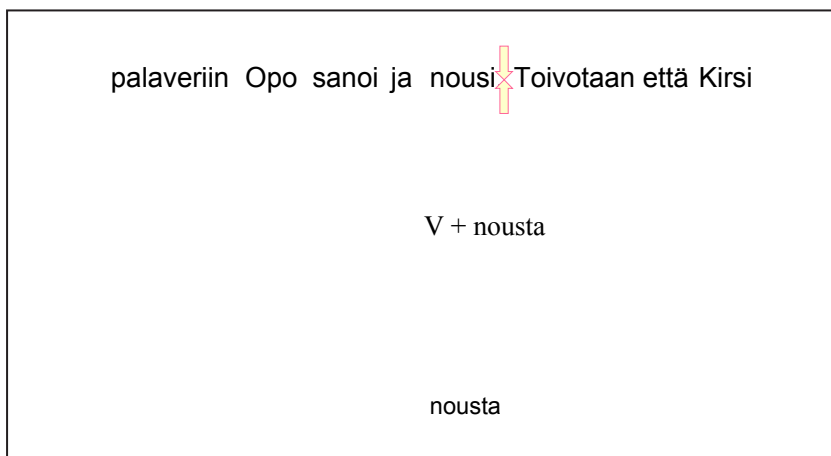 palaveriin Opo sanoi ja nousi Toivotaan että Kirsi
V + nousta
nousta